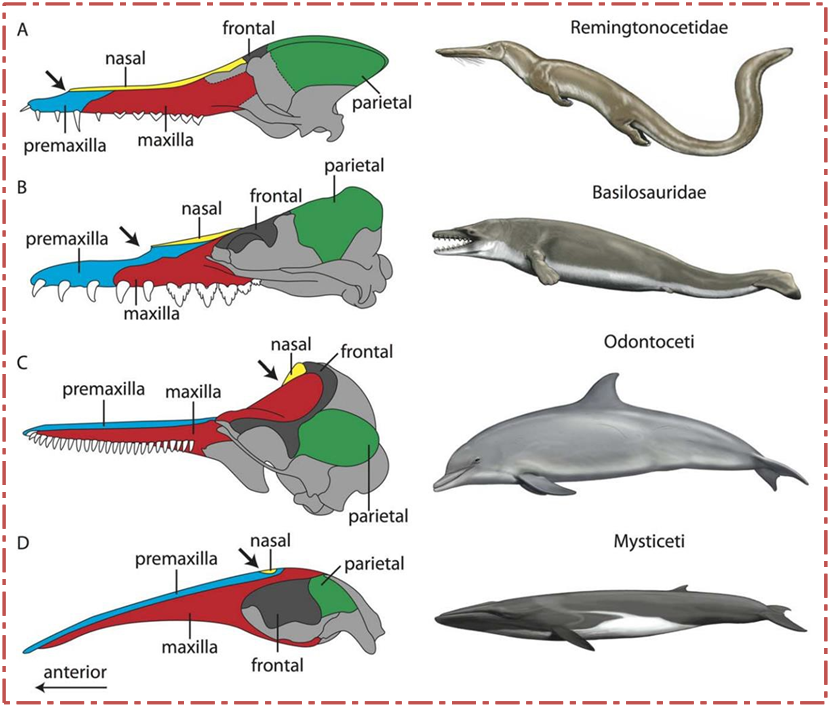 A
frontal
nasal
parietal
premaxilla
maxilla
Remingtonocetidae
B
parietal
frontal
nasal
premaxilla
maxilla
Basilosauridae
C
nasal
frontal
premaxilla
maxilla
parietal
Odontoceti
D
nasal
premaxilla
parietal
maxilla
frontal
Mysticeti
anterior